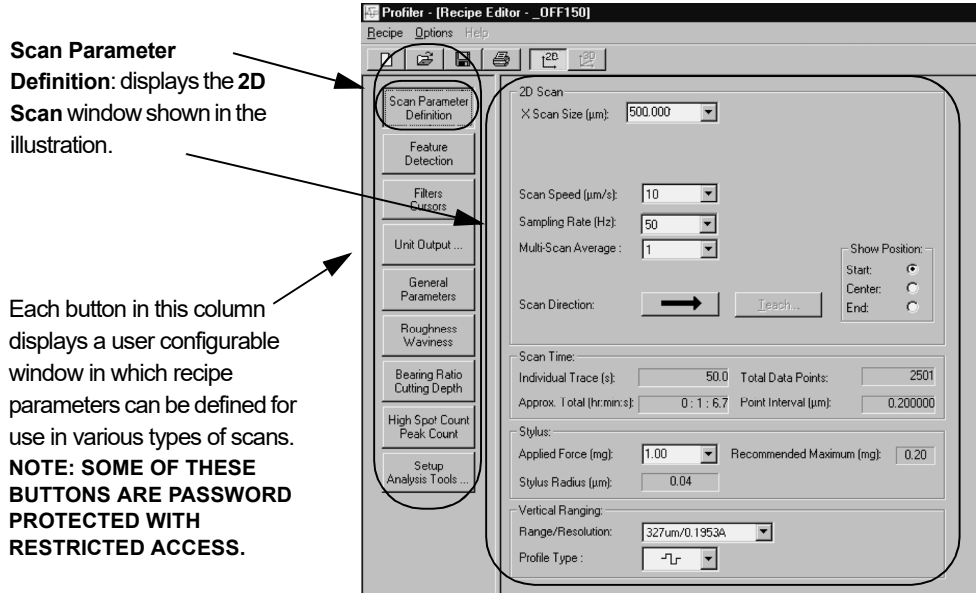 Profiler - [Recipe Editor - _OFF150]
Recipe Options Help
2D 3D
Scan Parameter
Definition: displays the 2D
Scan window shown in the
illustration.
Each button in this column
displays a user configurable
window in which recipe
parameters can be defined for
use in various types of scans.
NOTE: SOME OF THESE
BUTTONS ARE PASSWORD
PROTECTED WITH
RESTRICTED ACCESS.
Scan Parameter
Definition
Feature
Detection
Filters
Cursors
Unit Output ...
General
Parameters
Roughness
Waviness
Bearing Ratio
Cutting Depth
High Spot Count
Peak Count
Setup
Analysis Tools ...
2D Scan
X Scan Size (µm): 500.000
Scan Speed (µm/s): 10
Sampling Rate (Hz): 50
Multi-Scan Average : 1
Scan Direction: Teach...
Show Position:
Start:
Center:
End:
Scan Time:
Individual Trace (s): 50.0 Total Data Points: 2501
Approx. Total (hr:min:s): 0 : 1 : 6.7 Point Interval (µm): 0.200000
Stylus:
Applied Force (mg): 1.00 Recommended Maximum (mg): 0.20
Stylus Radius (µm): 0.04
Vertical Ranging:
Range/Resolution: 327um/0.1953A
Profile Type :